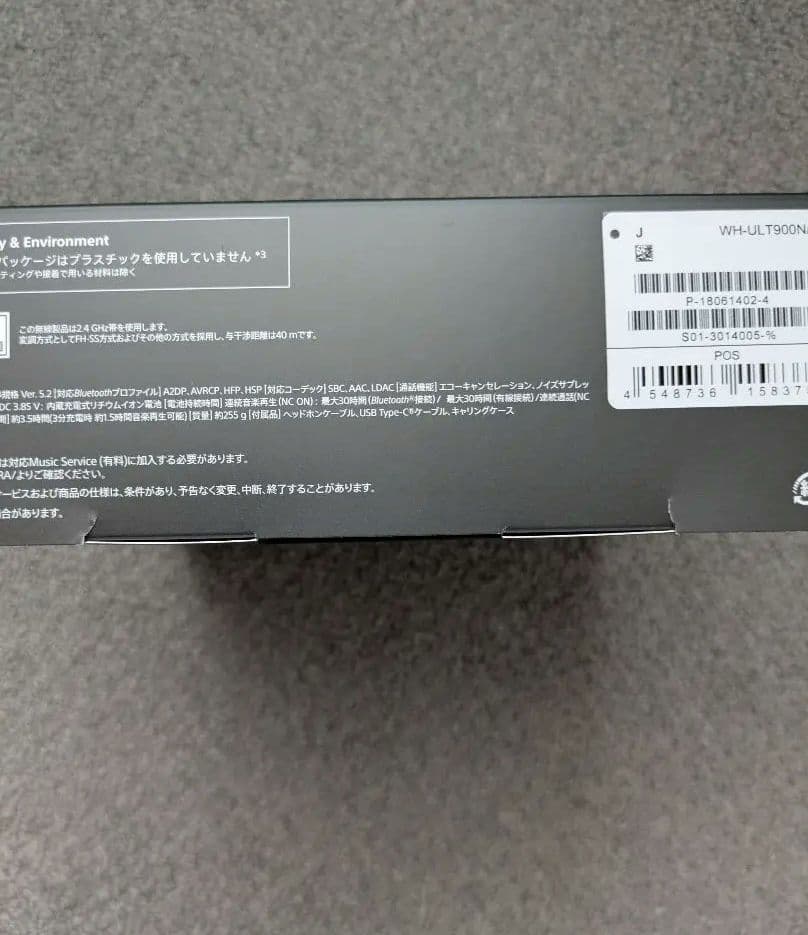 y & Environment
パッケージはプラスチックを使用していません *3
ティングや接着で用いる材料は除く
この無線製品は2.4 GHz帯を使用します。
変調方式としてFH-SS方式およびその他の方式を採用し、与干渉距離は40 mです。
規格 Ver. 5.2 [対応Bluetoothプロファイル] A2DP, AVRCP, HFP, HSP [対応コーデック] SBC, AAC, LDAC [通話機能] エコーキャンセレーション、ノイズサプレッ
DC 3.85 V: 内蔵充電式リチウムイオン電池 [電池持続時間] 連続音楽再生(NC ON): 最大30時間(Bluetooth®接続) / 最大30時間(有線接続)/連続通話(NC
間] 約3.5時間(3分充電時 約1.5時間音楽再生可能) [質量] 約255 g [付属品] ヘッドホンケーブル、USB Type-C®ケーブル、キャリングケース
は対応Music Service (有料)に加入する必要があります。
RA/よりご確認ください。
ービスおよび商品の仕様は、条件があり、予告なく変更、中断、終了することがあります。
合があります。
J
WH-ULT900N
P-18061402-4
S01-3014005-%
POS
4 548736 15837